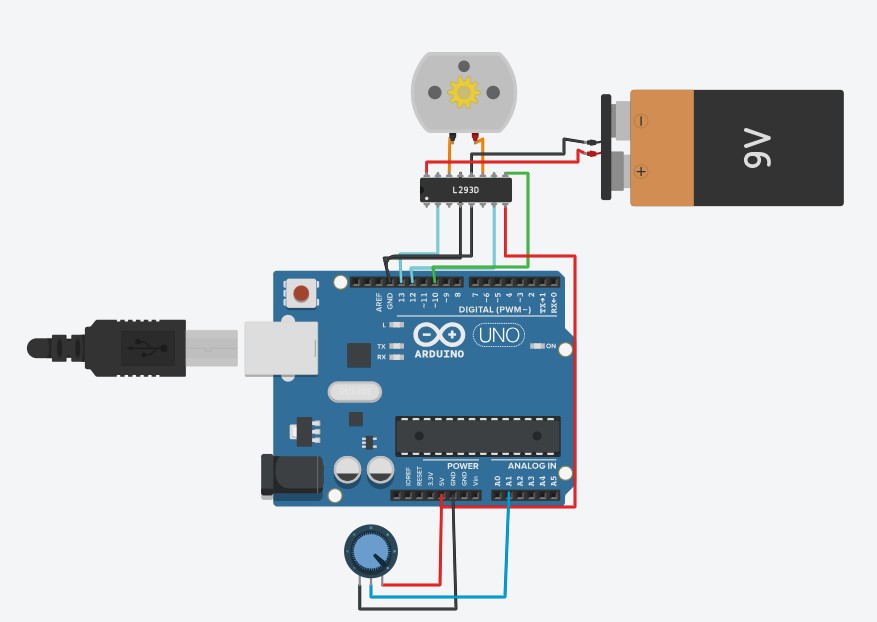 9V
L293D
AREF
GND
13
12
~11
~10
~9
8
7
~6
~5
4
~3
2
TX→1
RX←0
DIGITAL (PWM~)
L
TX
RX
UNO
ARDUINO
ON
POWER
ANALOG IN
IOREF
RESET
3.3V
5V
GND
GND
Vin
A0
A1
A2
A3
A4
A5